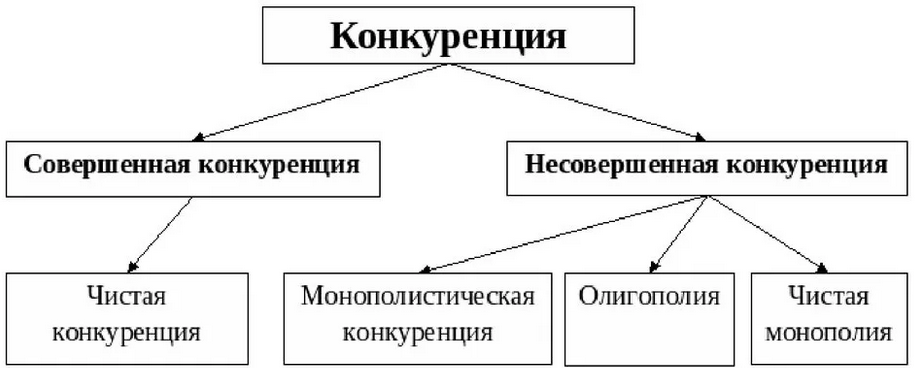 Конкуренция
Совершенная конкуренция
Несовершенная конкуренция
Чистая
конкуренция
Монополистическая
конкуренция
Олигополия
Чистая
монополия